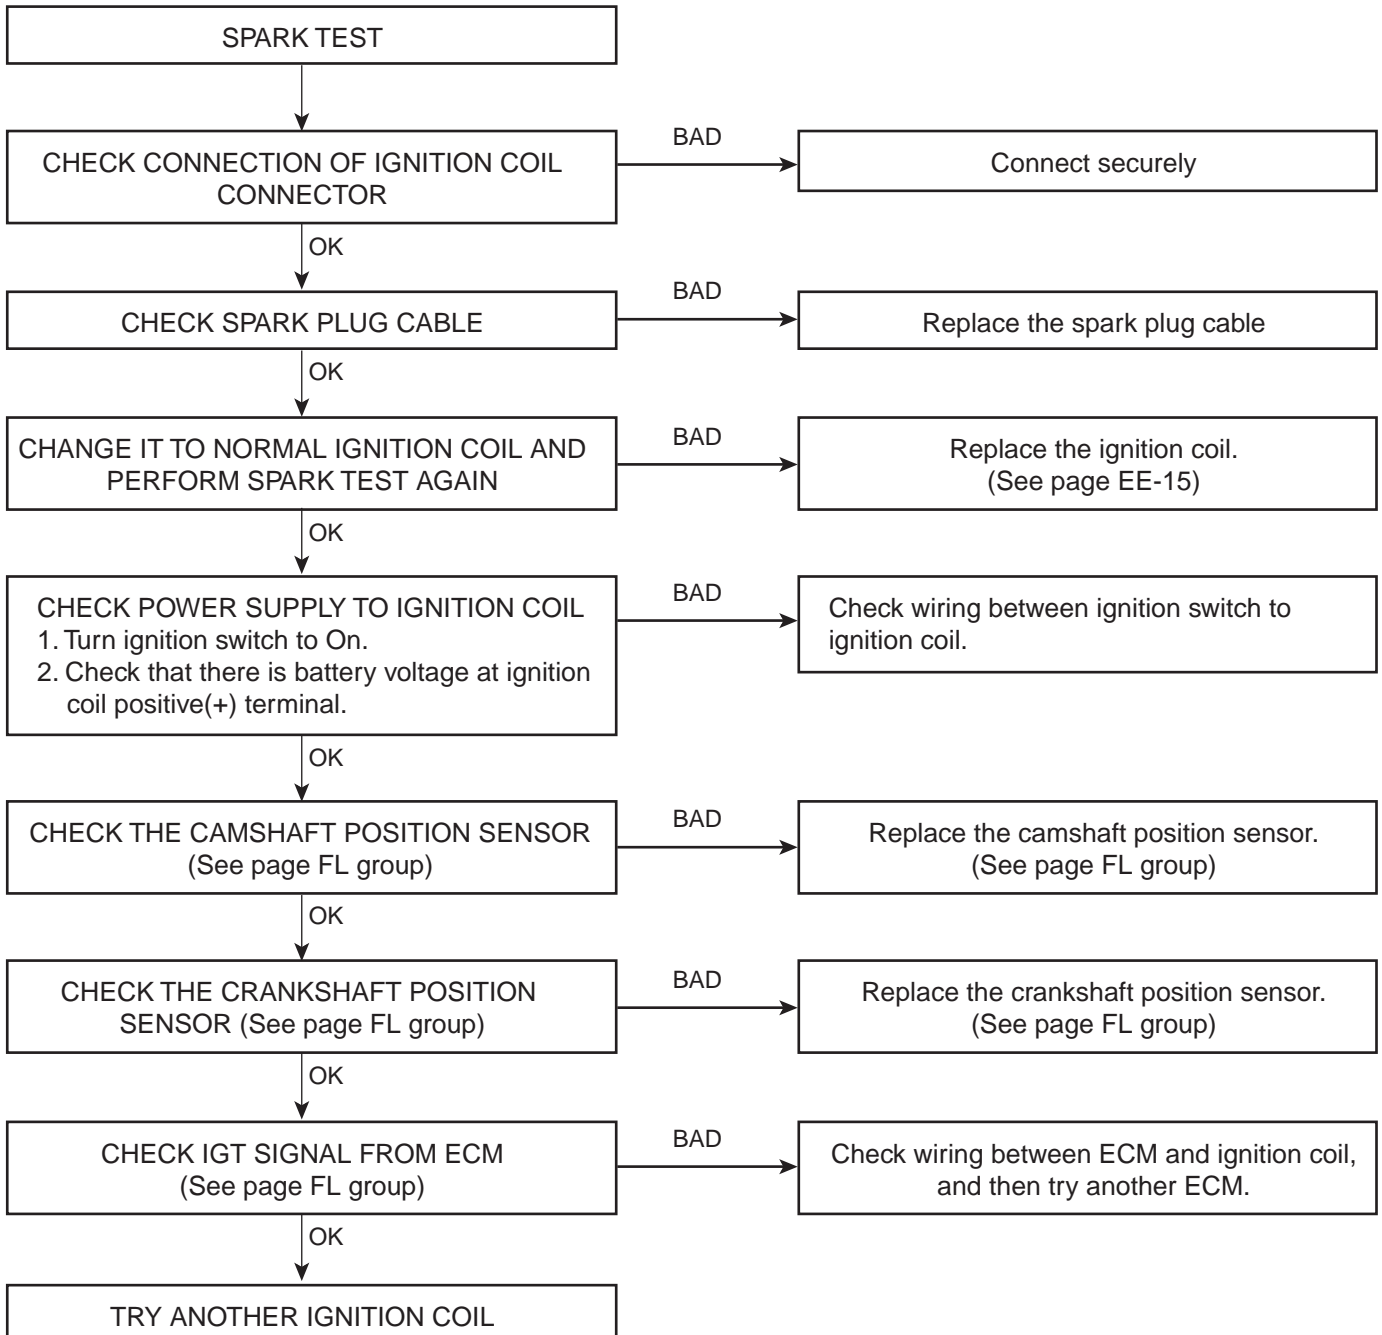 SPARK TEST
CHECK CONNECTION OF IGNITION COIL
CONNECTOR
BAD
Connect securely
OK
CHECK SPARK PLUG CABLE
BAD
Replace the spark plug cable
OK
CHANGE IT TO NORMAL IGNITION COIL AND
PERFORM SPARK TEST AGAIN
BAD
Replace the ignition coil.
(See page EE-15)
OK
CHECK POWER SUPPLY TO IGNITION COIL
1. Turn ignition switch to On.
2. Check that there is battery voltage at ignition
coil positive(+) terminal.
BAD
Check wiring between ignition switch to
ignition coil.
OK
CHECK THE CAMSHAFT POSITION SENSOR
(See page FL group)
BAD
Replace the camshaft position sensor.
(See page FL group)
OK
CHECK THE CRANKSHAFT POSITION
SENSOR (See page FL group)
BAD
Replace the crankshaft position sensor.
(See page FL group)
OK
CHECK IGT SIGNAL FROM ECM
(See page FL group)
BAD
Check wiring between ECM and ignition coil,
and then try another ECM.
OK
TRY ANOTHER IGNITION COIL